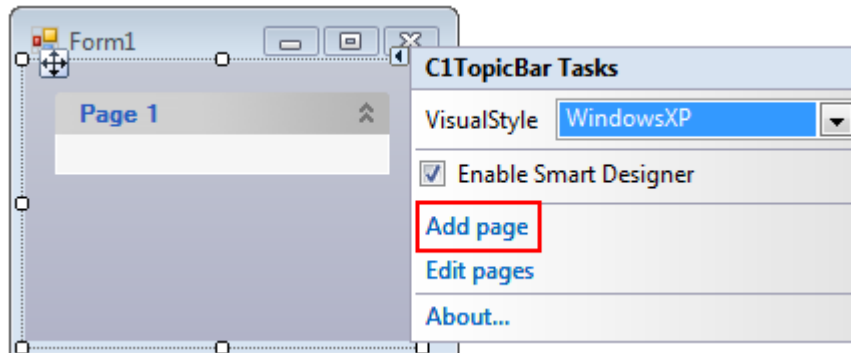 Form1
Page 1
C1TopicBar Tasks
VisualStyle WindowsXP
Enable Smart Designer
Add page
Edit pages
About...